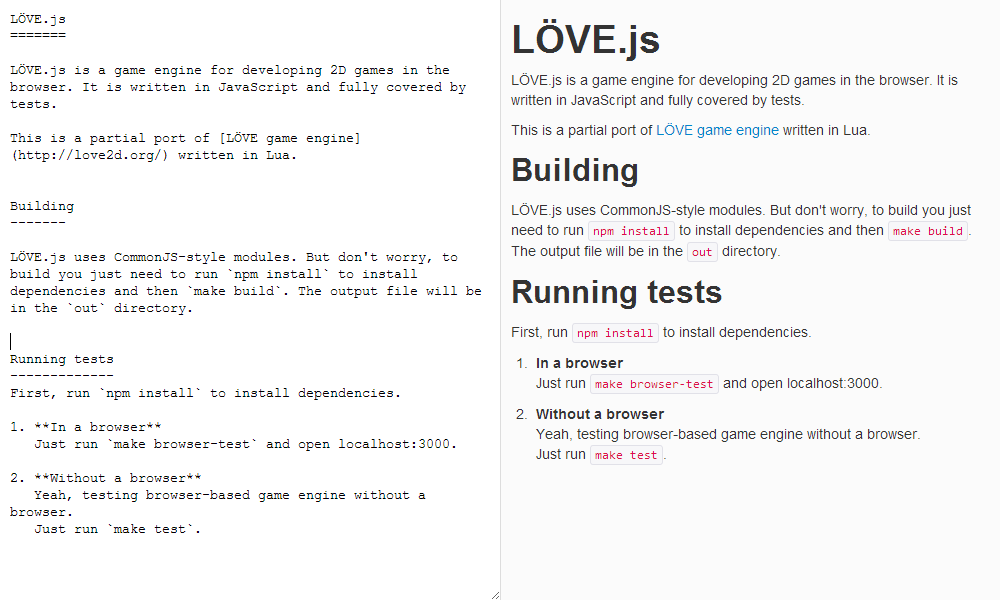 LÖVE.js
=======
LÖVE.js is a game engine for developing 2D games in the
browser. It is written in JavaScript and fully covered by
tests.
This is a partial port of [LÖVE game engine]
(http://love2d.org/) written in Lua.
Building
-------
LÖVE.js uses CommonJS-style modules. But don't worry, to
build you just need to run `npm install` to install
dependencies and then `make build`. The output file will be
in the `out` directory.
Running tests
-------------
First, run `npm install` to install dependencies.
1. **In a browser**
Just run `make browser-test` and open localhost:3000.
2. **Without a browser**
Yeah, testing browser-based game engine without a
browser.
Just run `make test`.
LÖVE.js
LÖVE.js is a game engine for developing 2D games in the browser. It is
written in JavaScript and fully covered by tests.
This is a partial port of LÖVE game engine written in Lua.
Building
LÖVE.js uses CommonJS-style modules. But don't worry, to build you just
need to run npm install to install dependencies and then make build.
The output file will be in the out directory.
Running tests
First, run npm install to install dependencies.
1. In a browser
Just run make browser-test and open localhost:3000.
2. Without a browser
Yeah, testing browser-based game engine without a browser.
Just run make test.